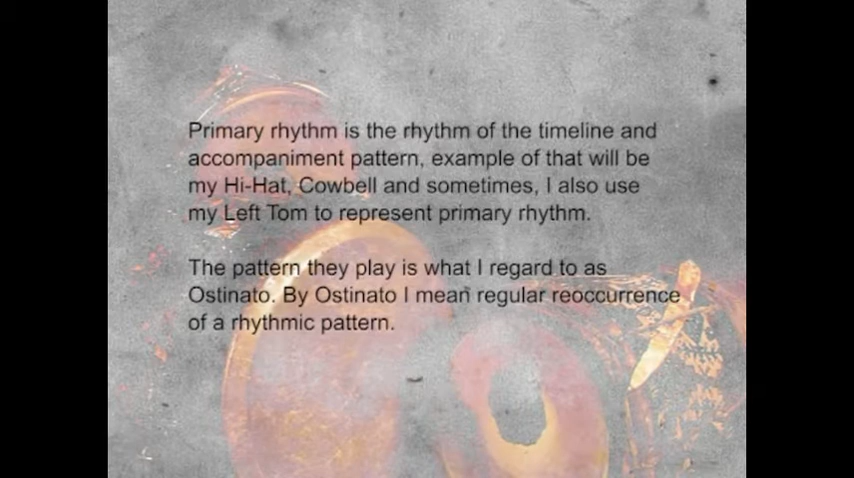 Primary rhythm is the rhythm of the timeline and
accompaniment pattern, example of that will be
my Hi-Hat, Cowbell and sometimes, I also use
my Left Tom to represent primary rhythm.
The pattern they play is what I regard to as
Ostinato. By Ostinato I mean regular reoccurrence
of a rhythmic pattern.